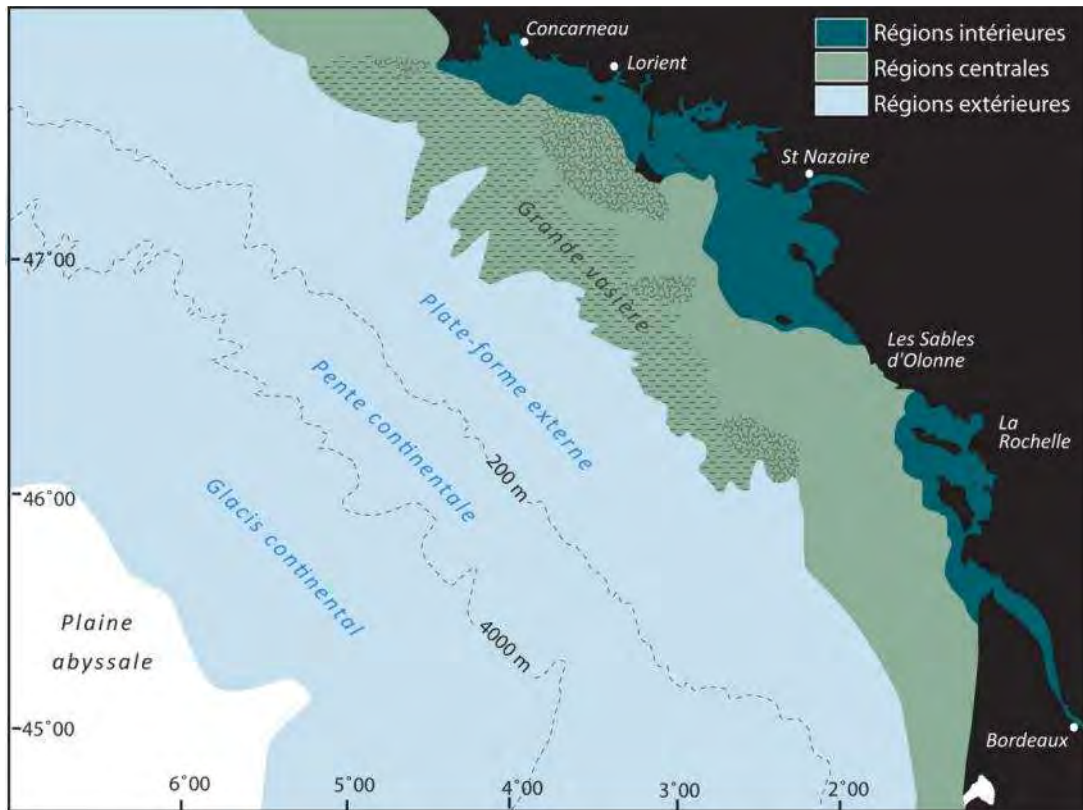 Concarneau
Lorient
St Nazaire
Les Sables
d'Olonne
La
Rochelle
Bordeaux
Régions intérieures
Régions centrales
Régions extérieures
Grande vasière
Plate-forme externe
Pente continentale
Glacis continental
Plaine
abyssale
200 m
4000 m
47°00
46°00
45°00
6°00
5°00
4°00
3°00
2°00